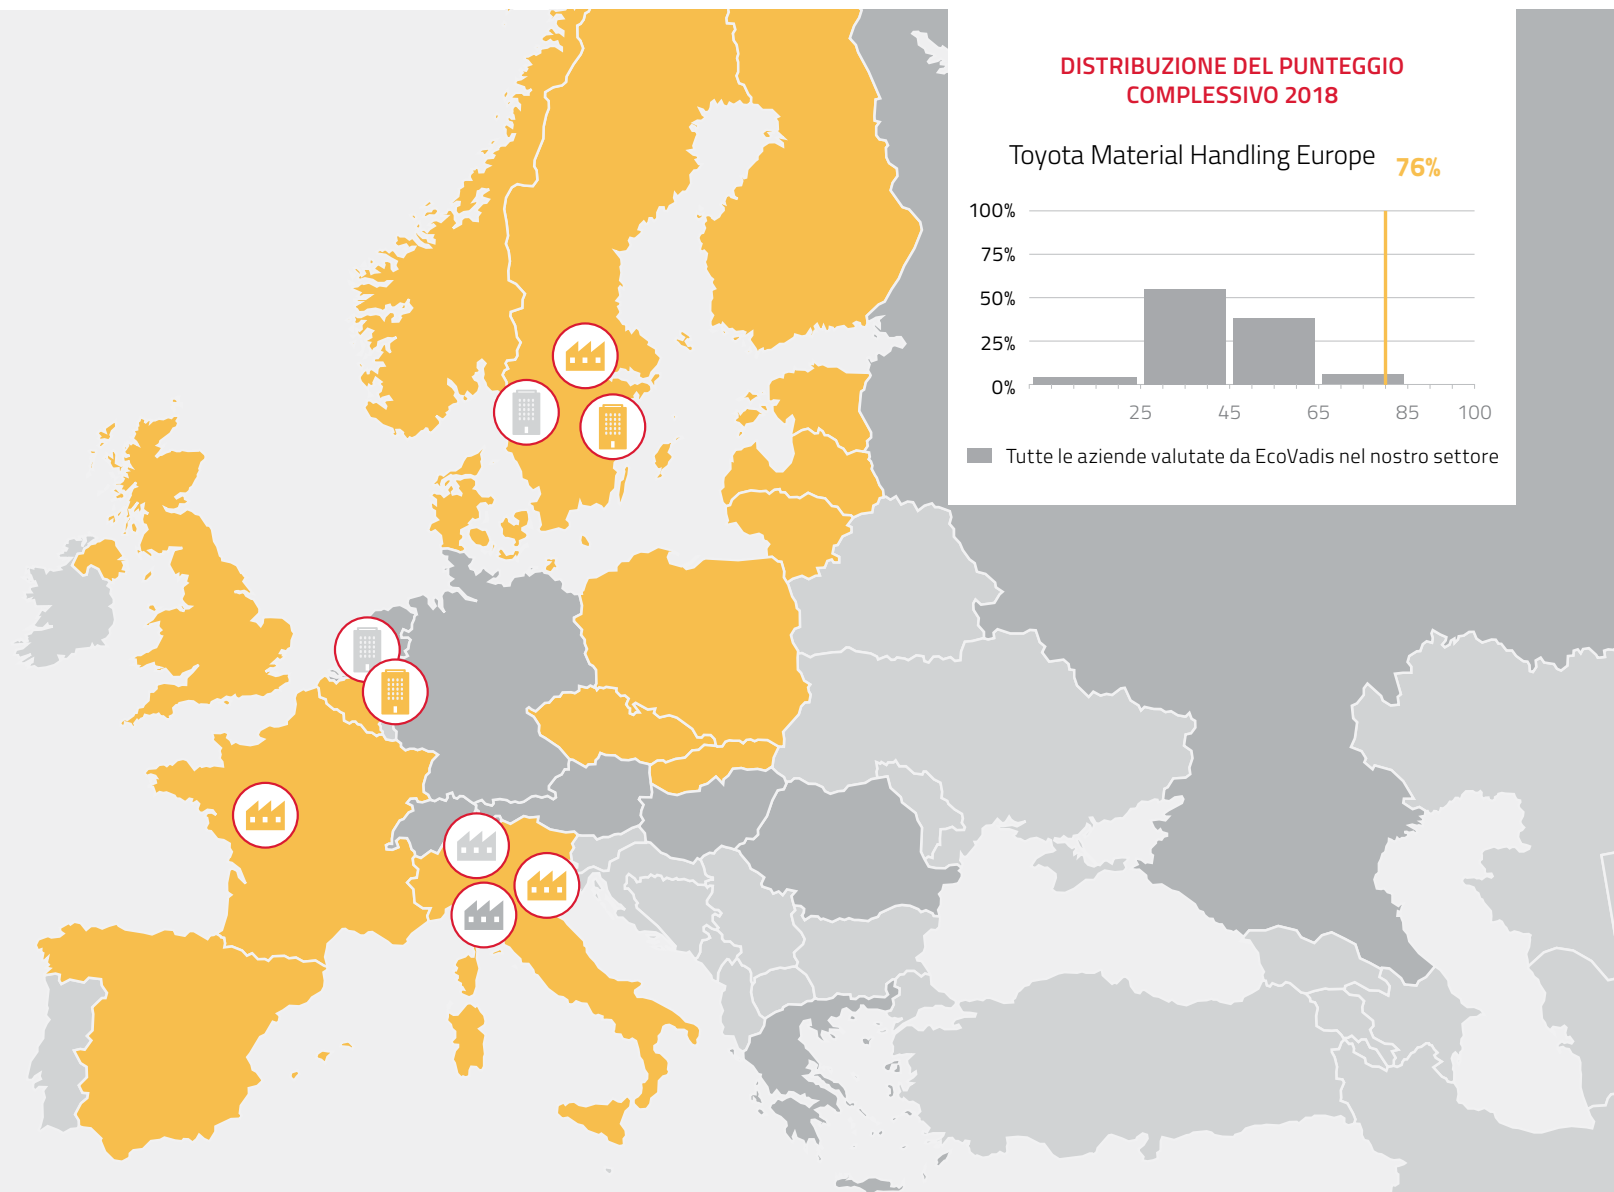 DISTRIBUZIONE DEL PUNTEGGIO
COMPLESSIVO 2018
Toyota Material Handling Europe 76%
100%
75%
50%
25%
0%
25 45 65 85 100
Tutte le aziende valutate da EcoVadis nel nostro settore